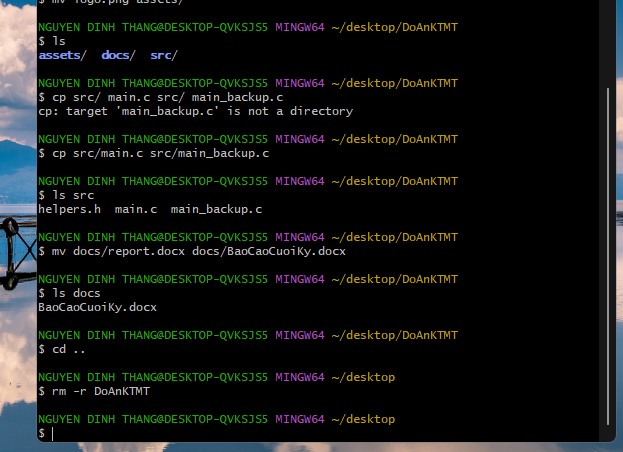 $ mv logo.png assets/
NGUYEN DINH THANG@DESKTOP-QVKSJS5 MINGW64 ~/desktop/DoAnKTMT
$ ls
assets/  docs/  src/
NGUYEN DINH THANG@DESKTOP-QVKSJS5 MINGW64 ~/desktop/DoAnKTMT
$ cp src/ main.c src/ main_backup.c
cp: target 'main_backup.c' is not a directory
NGUYEN DINH THANG@DESKTOP-QVKSJS5 MINGW64 ~/desktop/DoAnKTMT
$ cp src/main.c src/main_backup.c
NGUYEN DINH THANG@DESKTOP-QVKSJS5 MINGW64 ~/desktop/DoAnKTMT
$ ls src
helpers.h  main.c  main_backup.c
NGUYEN DINH THANG@DESKTOP-QVKSJS5 MINGW64 ~/desktop/DoAnKTMT
$ mv docs/report.docx docs/BaoCaoCuoiKy.docx
NGUYEN DINH THANG@DESKTOP-QVKSJS5 MINGW64 ~/desktop/DoAnKTMT
$ ls docs
BaoCaoCuoiKy.docx
NGUYEN DINH THANG@DESKTOP-QVKSJS5 MINGW64 ~/desktop/DoAnKTMT
$ cd ..
NGUYEN DINH THANG@DESKTOP-QVKSJS5 MINGW64 ~/desktop
$ rm -r DoAnKTMT
NGUYEN DINH THANG@DESKTOP-QVKSJS5 MINGW64 ~/desktop
$